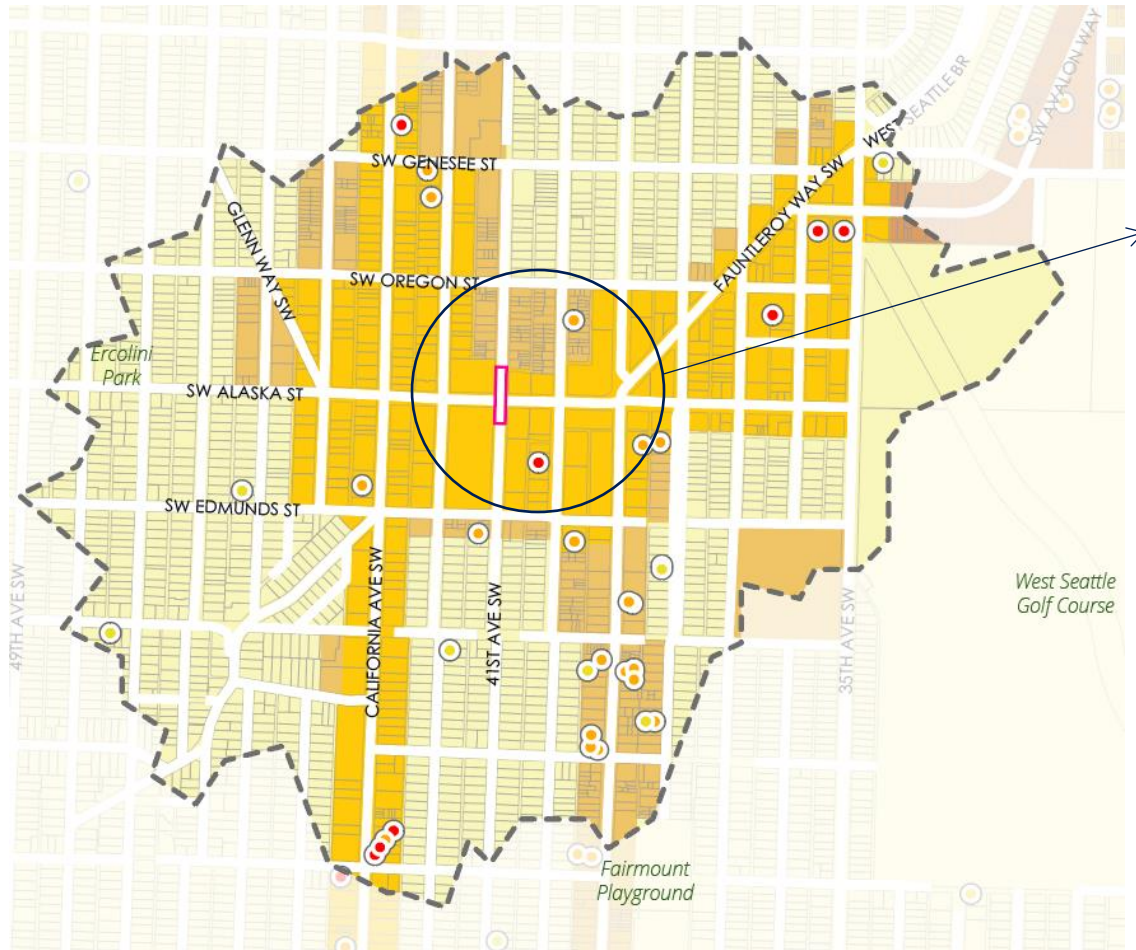 SW AVALON WAY
WEST SEATTLE BR
SW GENESEE ST
FAUNTLEROY WAY SW
GLENN WAY SW
SW OREGON ST
Ercolini
Park
SW ALASKA ST
SW EDMUNDS ST
49TH AVE SW
CALIFORNIA AVE SW
41ST AVE SW
35TH AVE SW
West Seattle
Golf Course
Fairmount
Playground